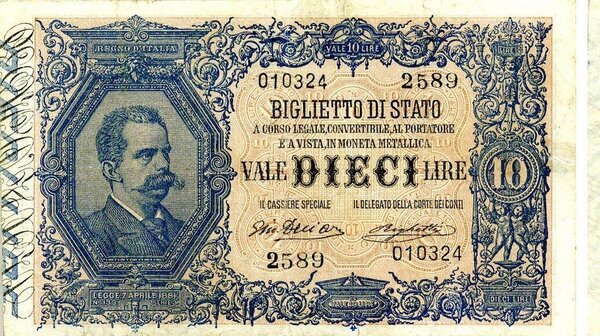 REGNO D'ITALIA
VALE 10 LIRE
LIRE
010324 2589
BIGLIETTO DI STATO
A CORSO LEGALE, CONVERTIBILE, AL PORTATORE
E A VISTA, IN MONETA METALLICA.
VALE DIECI LIRE
10
IL CASSIERE SPECIALE IL DELEGATO DELLA CORTE DEI CONTI
2589 010324
LEGGE 7 APRILE 1881
DIECI LIRE